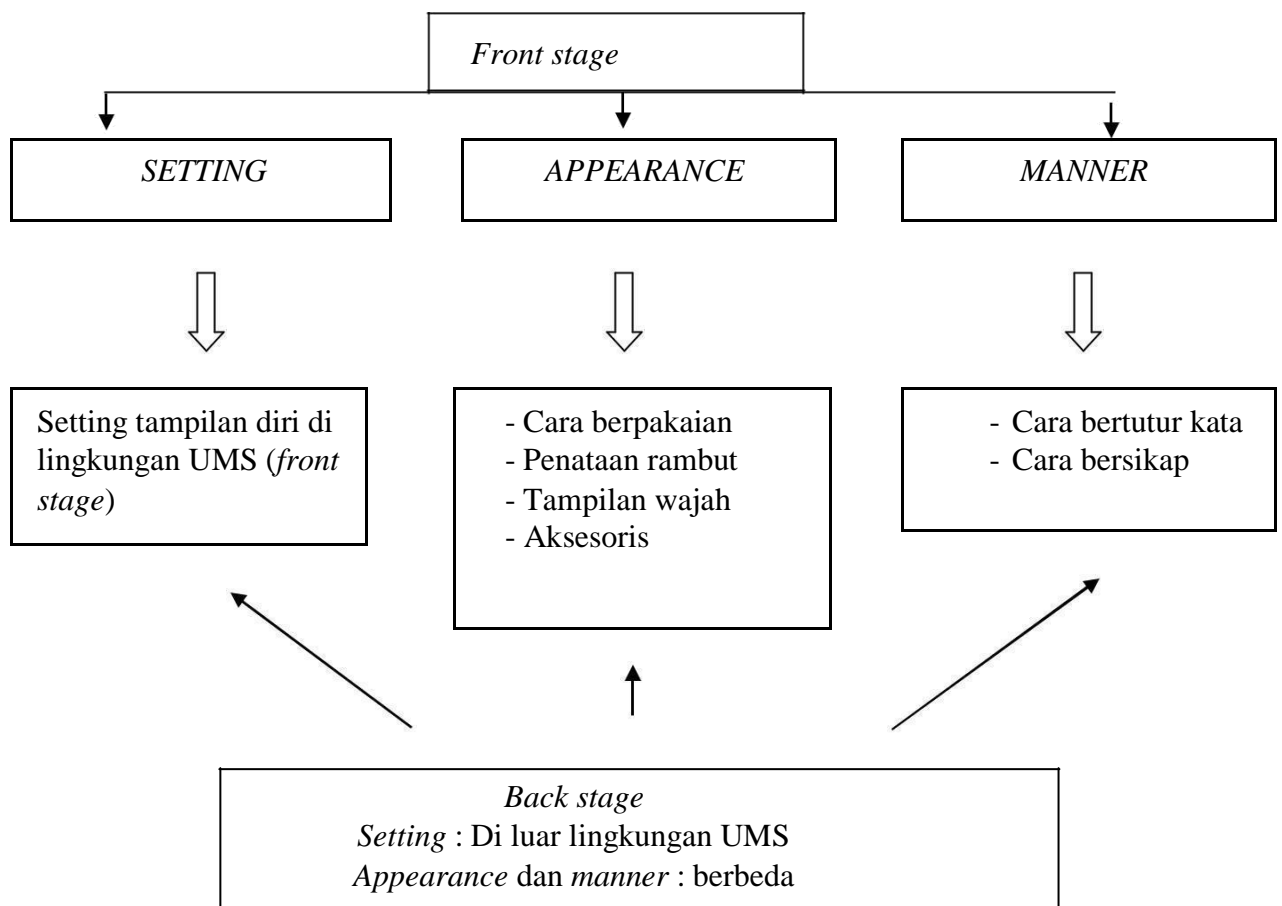 Front stage
SETTING
APPEARANCE
MANNER
Setting tampilan diri di
lingkungan UMS (front
stage)
- Cara berpakaian
- Penataan rambut
- Tampilan wajah
- Aksesoris
- Cara bertutur kata
- Cara bersikap
Back stage
Setting : Di luar lingkungan UMS
Appearance dan manner : berbeda